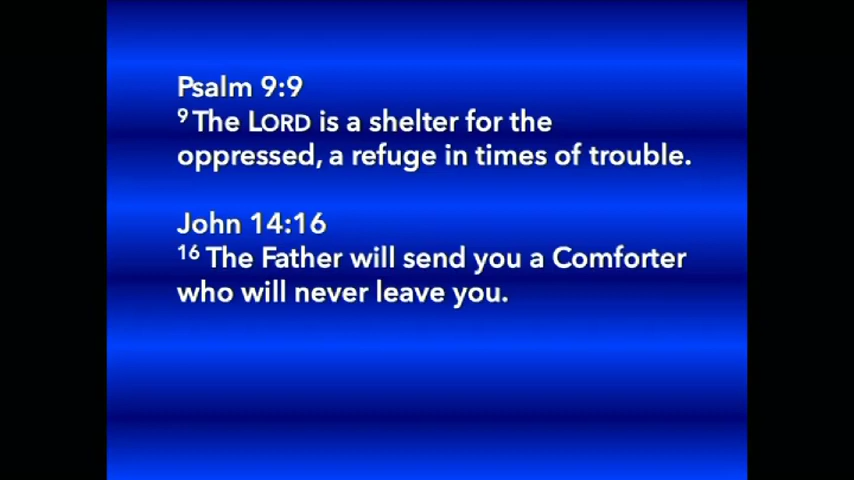 Psalm 9:9
⁹ The LORD is a shelter for the
oppressed, a refuge in times of trouble.
John 14:16
¹⁶ The Father will send you a Comforter
who will never leave you.